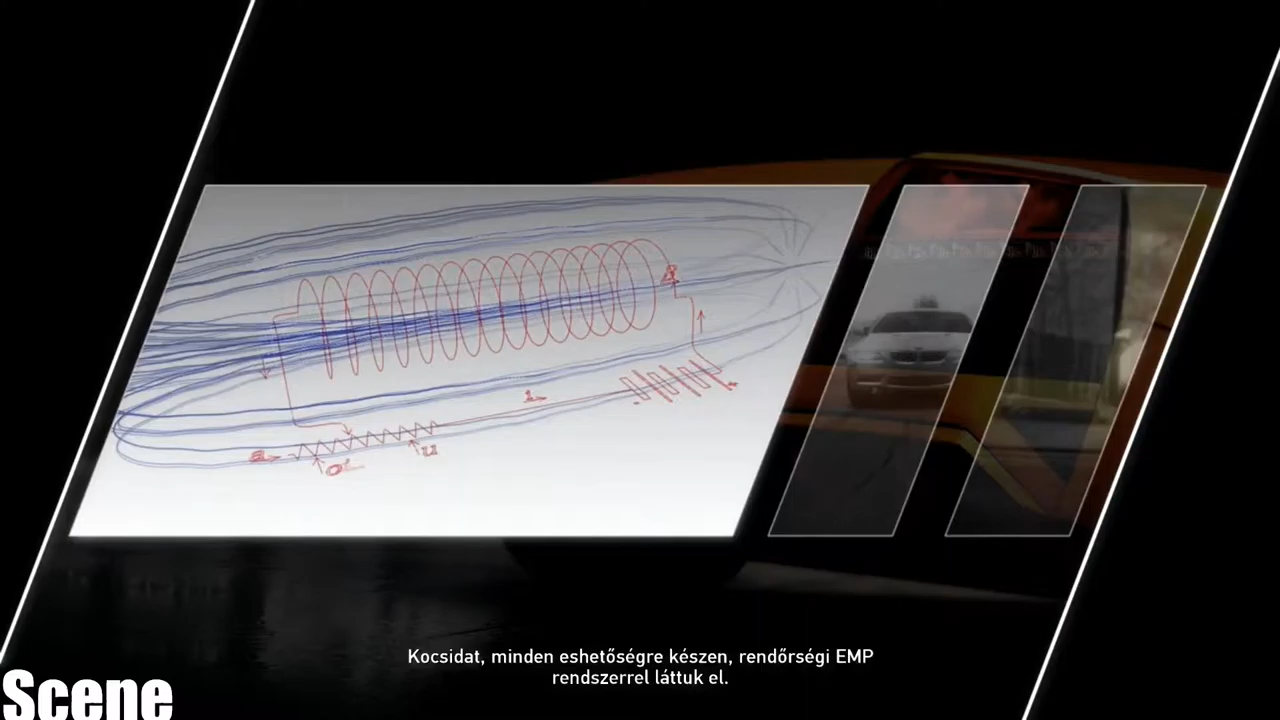 Kocsidat, minden eshetőségre készen, rendőrségi EMP
rendszerrel láttuk el.
Scene